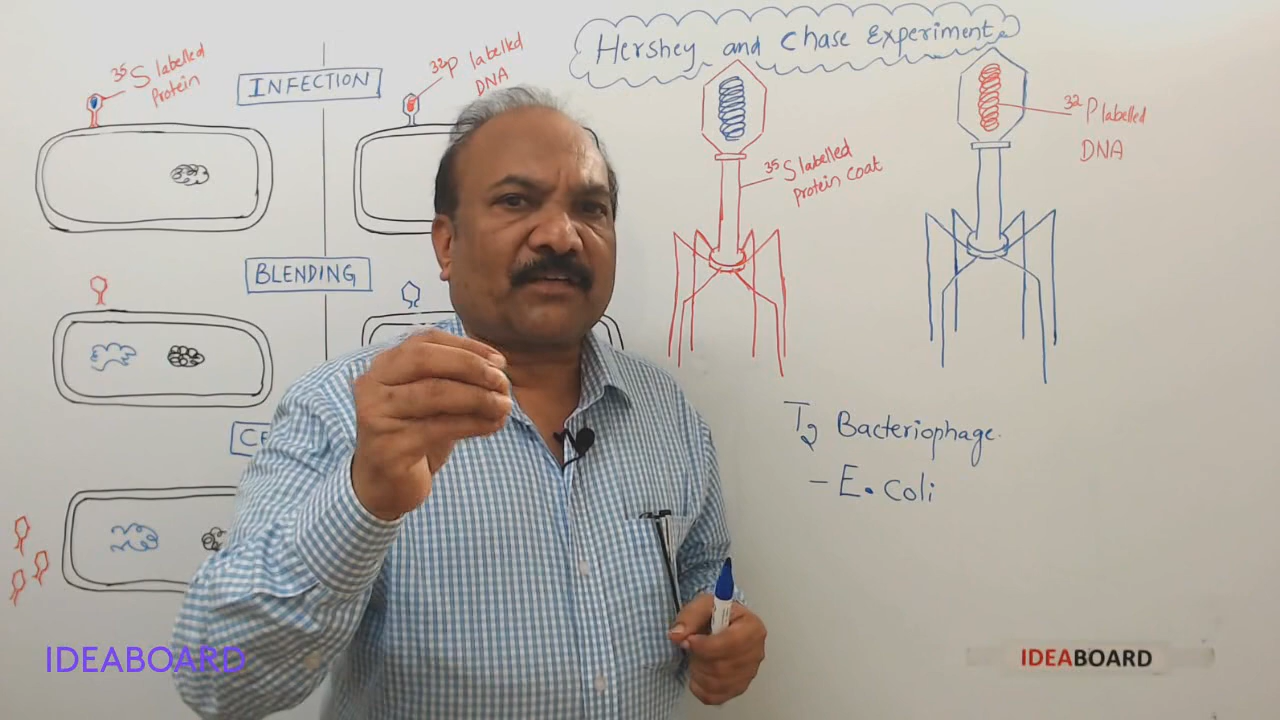 Hershey and Chase Experiment
35S labelled
protein
INFECTION
32P labelled
DNA
35S labelled
protein coat
32P labelled
DNA
BLENDING
T2 Bacteriophage.
- E. Coli
CE
IDEABOARD
IDEABOARD